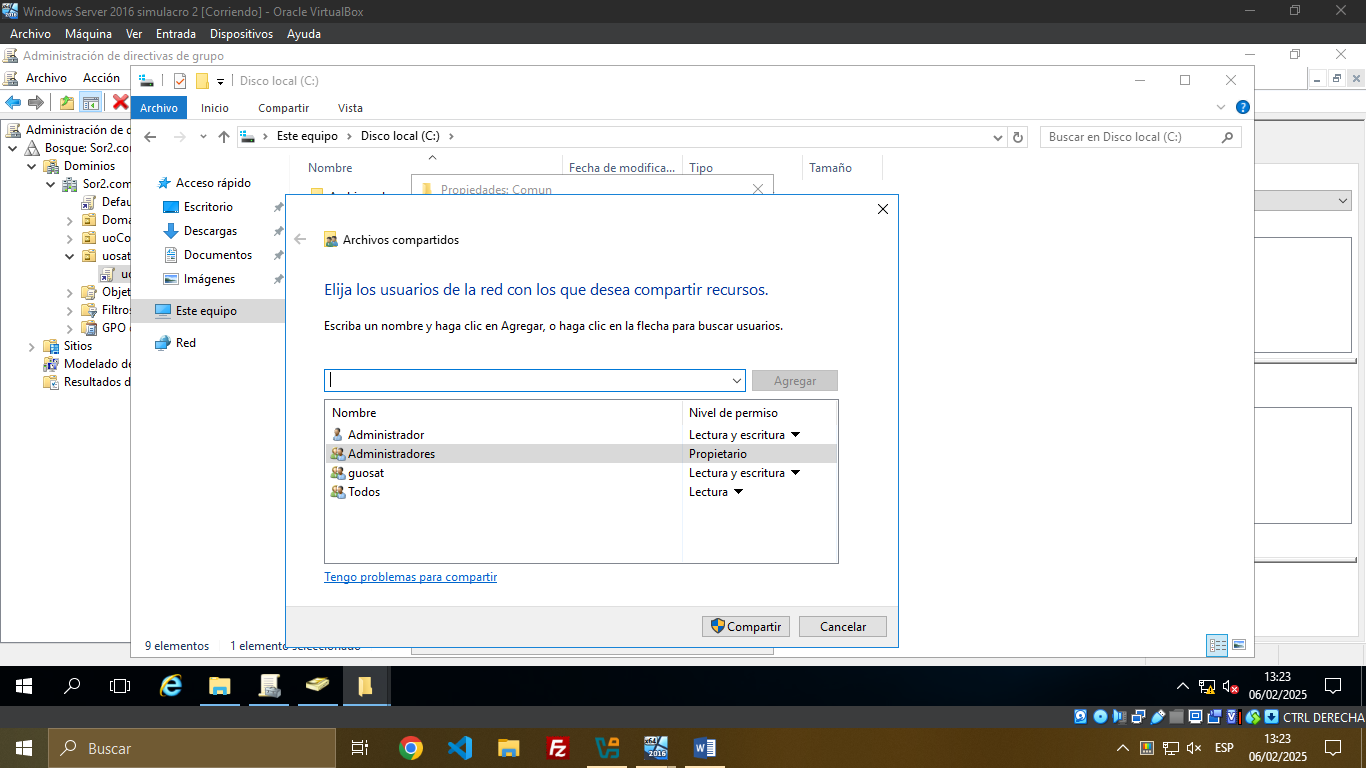 Windows Server 2016 simulacro 2 [Corriendo] - Oracle VirtualBox
Archivo Máquina Ver Entrada Dispositivos Ayuda
Administración de directivas de grupo
Archivo Acción
Disco local (C:)
Archivo Inicio Compartir Vista
Este equipo Disco local (C:)
Buscar en Disco local (C:)
Administración de
Bosque: Sor2.co
Dominios
Sor2.com
Defau
Doma
uoCo
uosat
uo
Objet
Filtros
GPO
Sitios
Modelado de
Resultados d
Acceso rápido
Escritorio
Descargas
Documentos
Imágenes
Este equipo
Red
Nombre Fecha de modifica... Tipo Tamaño
Propiedades: Comun
Archivos compartidos
Elija los usuarios de la red con los que desea compartir recursos.
Escriba un nombre y haga clic en Agregar, o haga clic en la flecha para buscar usuarios.
Agregar
Nombre Nivel de permiso
Administrador Lectura y escritura
Administradores Propietario
guosat Lectura y escritura
Todos Lectura
Tengo problemas para compartir
Compartir Cancelar
9 elementos 1 elemento seleccionado
13:23
06/02/2025
CTRL DERECHA
Buscar
ESP
13:23
06/02/2025